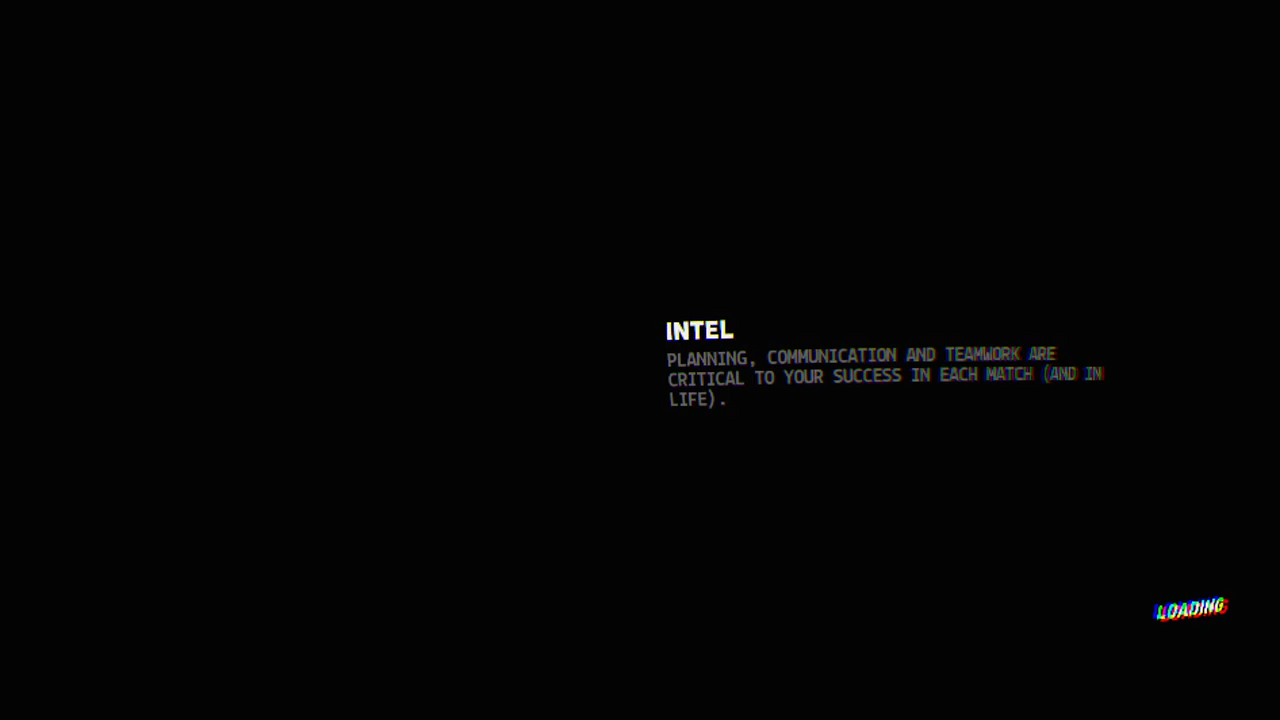 INTEL
PLANNING, COMMUNICATION AND TEAMWORK ARE
CRITICAL TO YOUR SUCCESS IN EACH MATCH (AND IN
LIFE).
LOADING